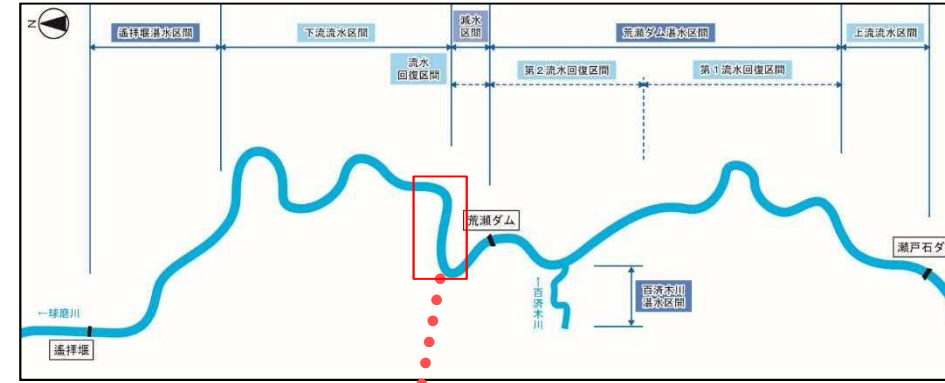 N
遙拝堰湛水区間
下流流水区間
減水
区間
荒瀬ダム湛水区間
上流流水区間
流水
回復区間
第2流水回復区間
第1流水回復区間
荒瀬ダム
瀬戸石ダ
←百済木川
百済木川
湛水区間
←球磨川
遙拝堰